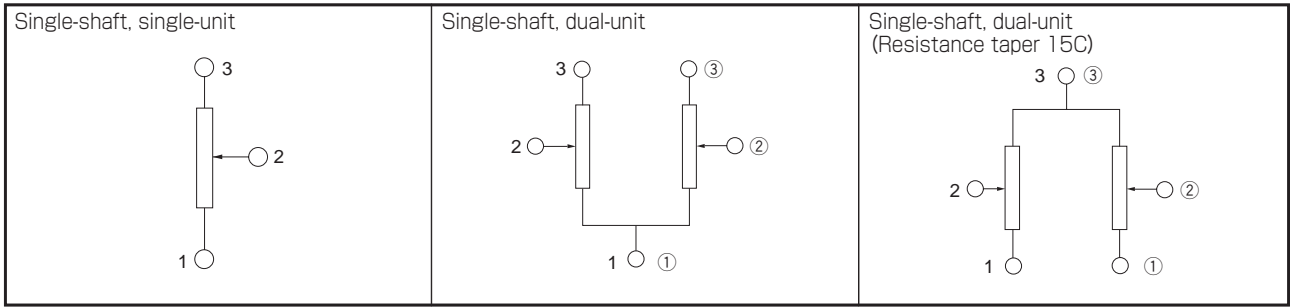 Single-shaft, single-unit
3
2
1
Single-shaft, dual-unit
3 ③
2 ②
1 ①
Single-shaft, dual-unit
(Resistance taper 15C)
3 ③
2 ②
1 ①